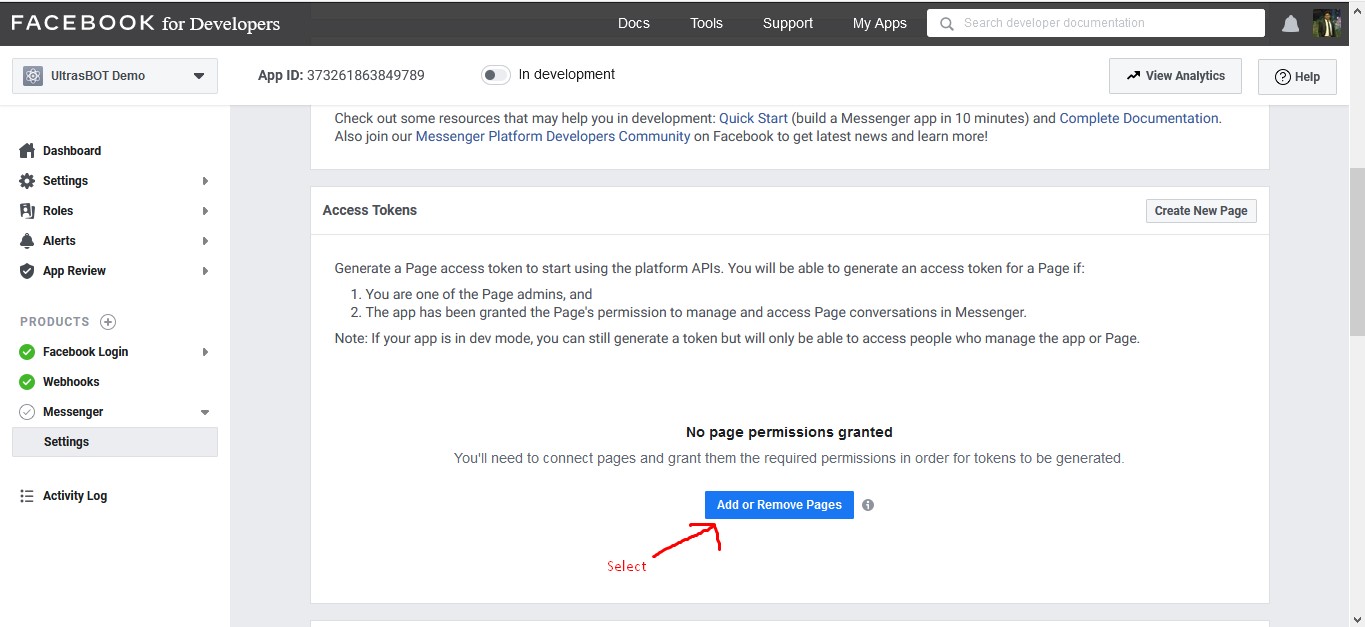 FACEBOOK for Developers
Docs
Tools
Support
My Apps
Search developer documentation
UltrasBOT Demo
App ID: 373261863849789
In development
View Analytics
Help
Dashboard
Settings
Roles
Alerts
App Review
PRODUCTS
Facebook Login
Webhooks
Messenger
Settings
Activity Log
Check out some resources that may help you in development: Quick Start (build a Messenger app in 10 minutes) and Complete Documentation.
Also join our Messenger Platform Developers Community on Facebook to get latest news and learn more!
Access Tokens
Create New Page
Generate a Page access token to start using the platform APIs. You will be able to generate an access token for a Page if:
1. You are one of the Page admins, and
2. The app has been granted the Page's permission to manage and access Page conversations in Messenger.
Note: If your app is in dev mode, you can still generate a token but will only be able to access people who manage the app or Page.
No page permissions granted
You'll need to connect pages and grant them the required permissions in order for tokens to be generated.
Add or Remove Pages
Select